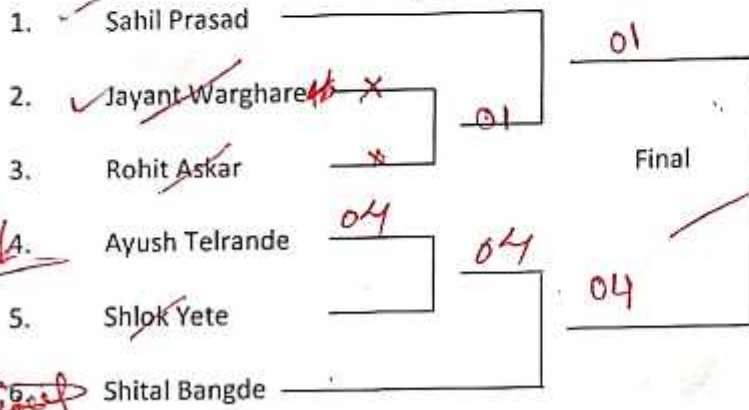 1. Sahil Prasad
01
2. Jayant Warghare X
01
3. Rohit Askar X
Final
04
4. Ayush Telrande
04
04
5. Shlok Yete
6. Shital Bangde